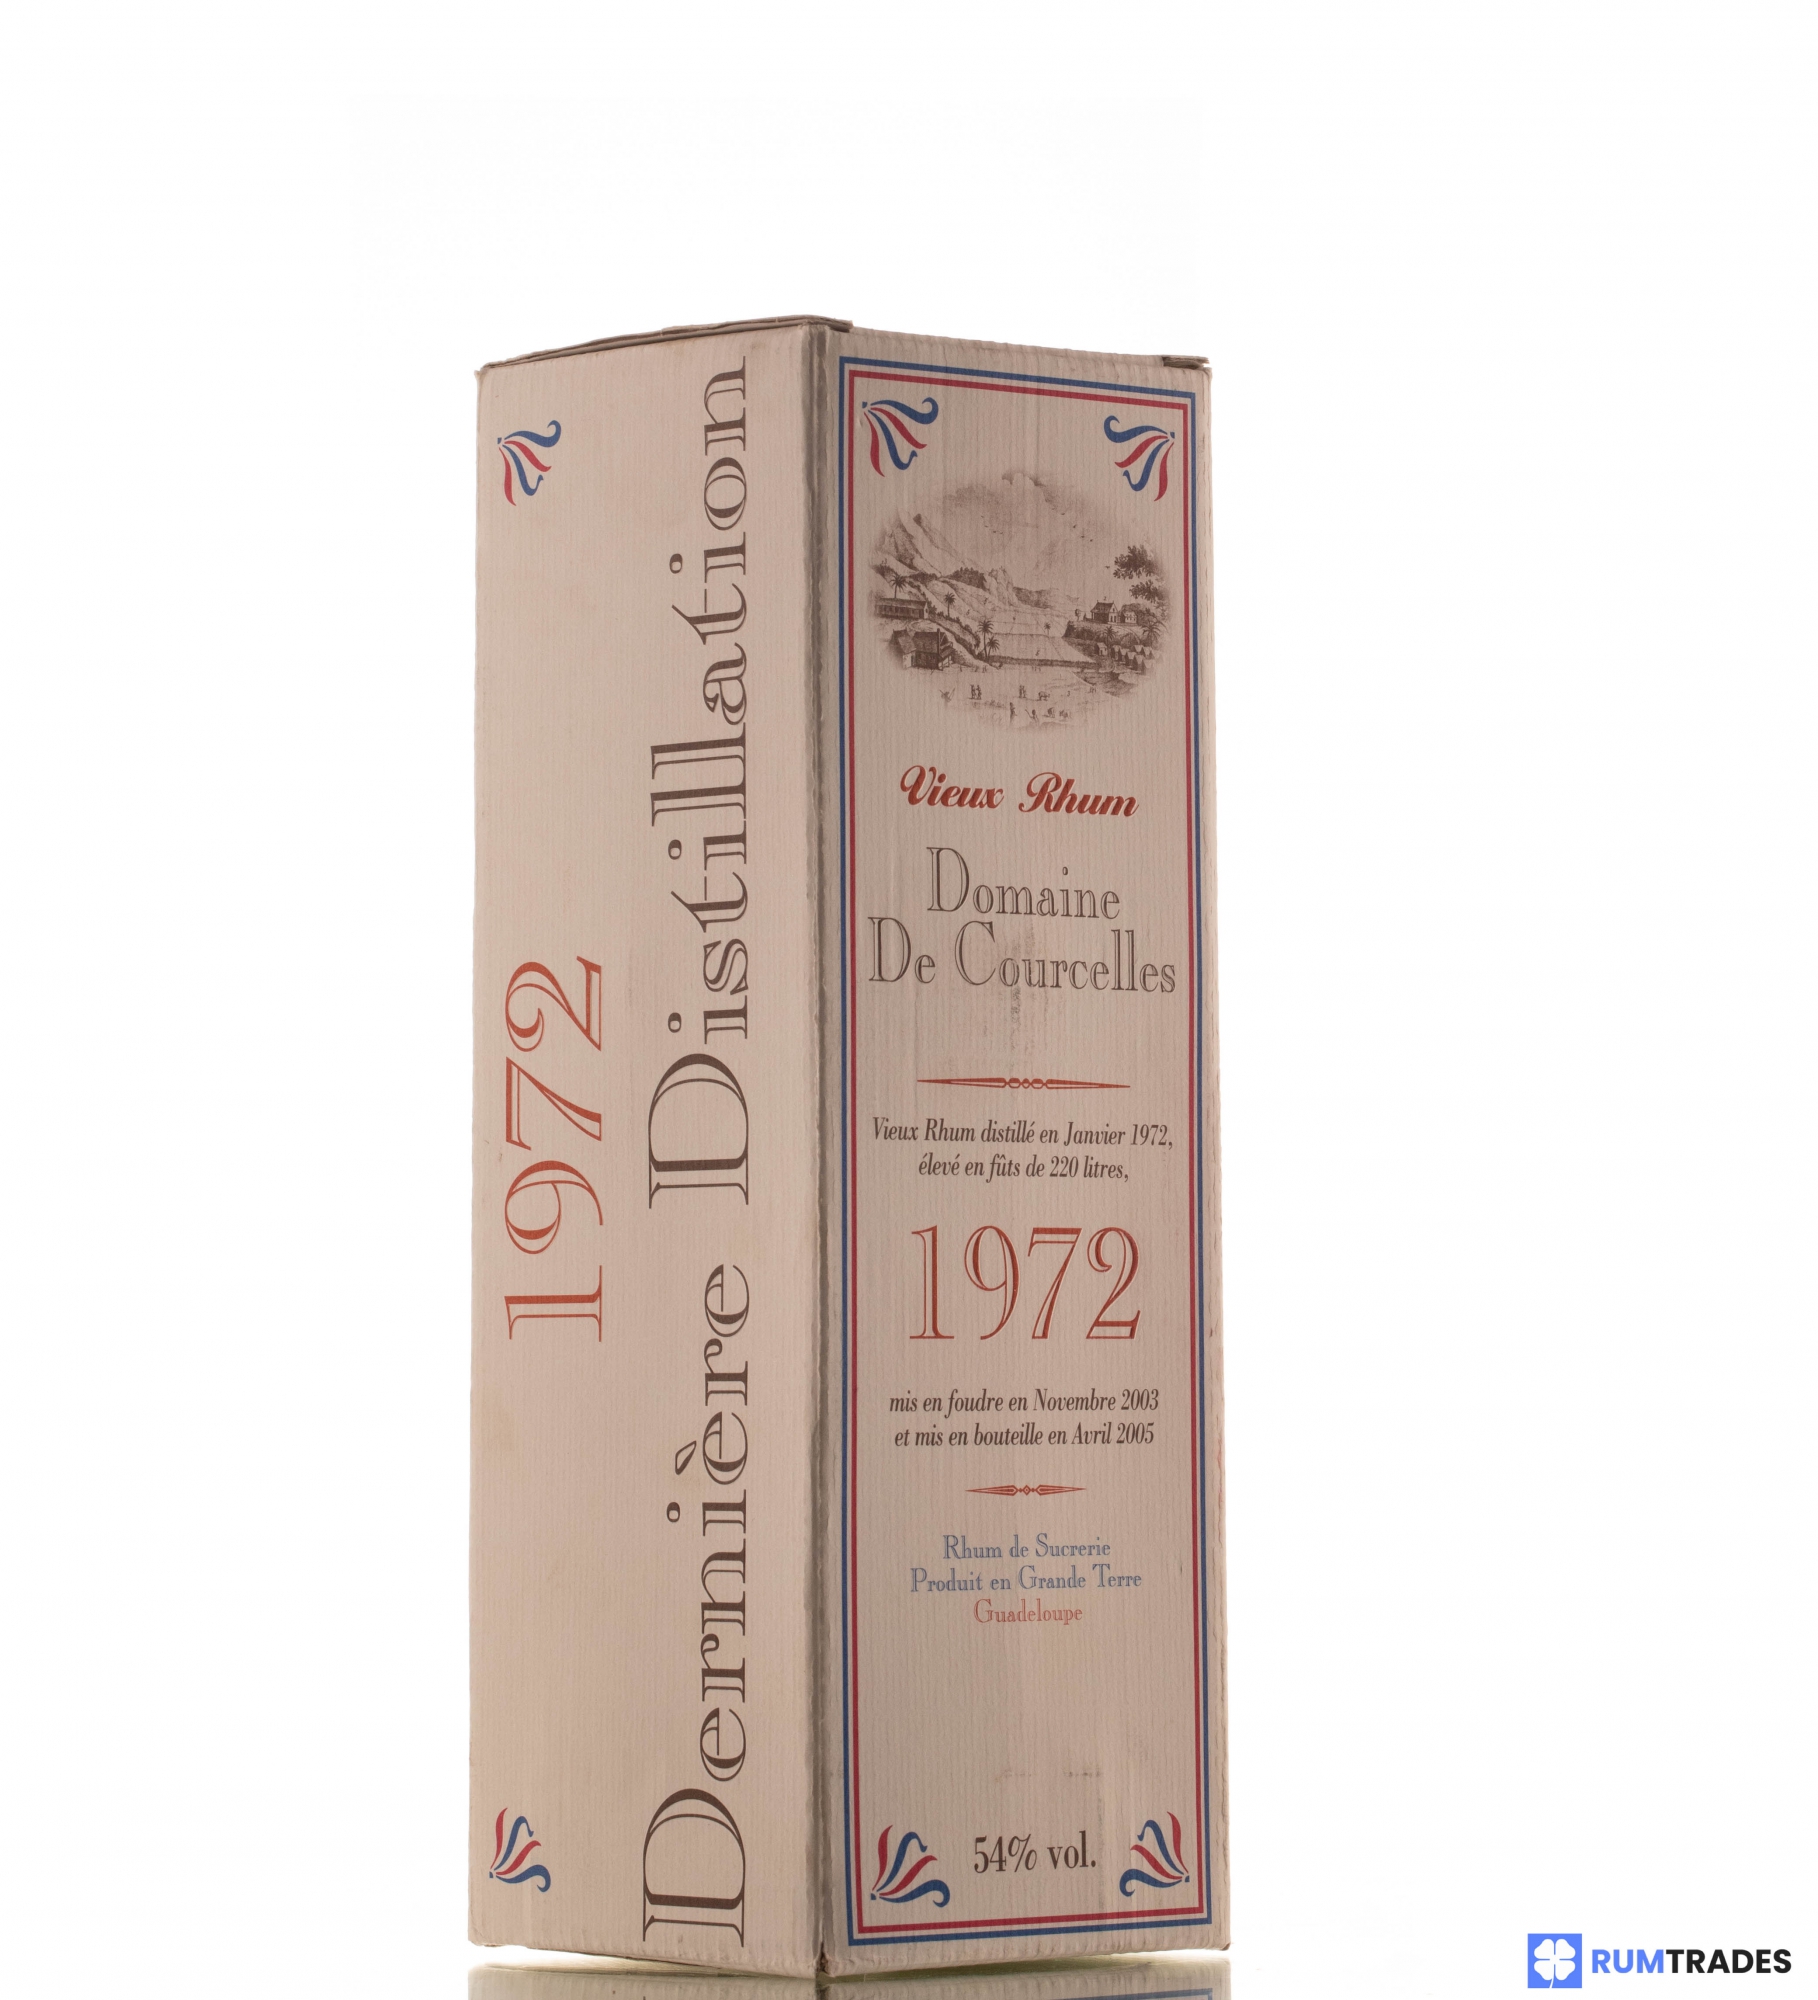 1972
Dernière Distillation
Vieux Rhum
Domaine
De Courcelles
Vieux Rhum distillé en Janvier 1972,
élevé en fûts de 220 litres,
1972
mis en foudre en Novembre 2003
et mis en bouteille en Avril 2005
Rhum de Sucrerie
Produit en Grande Terre
Guadeloupe
54% vol.
RUMTRADES